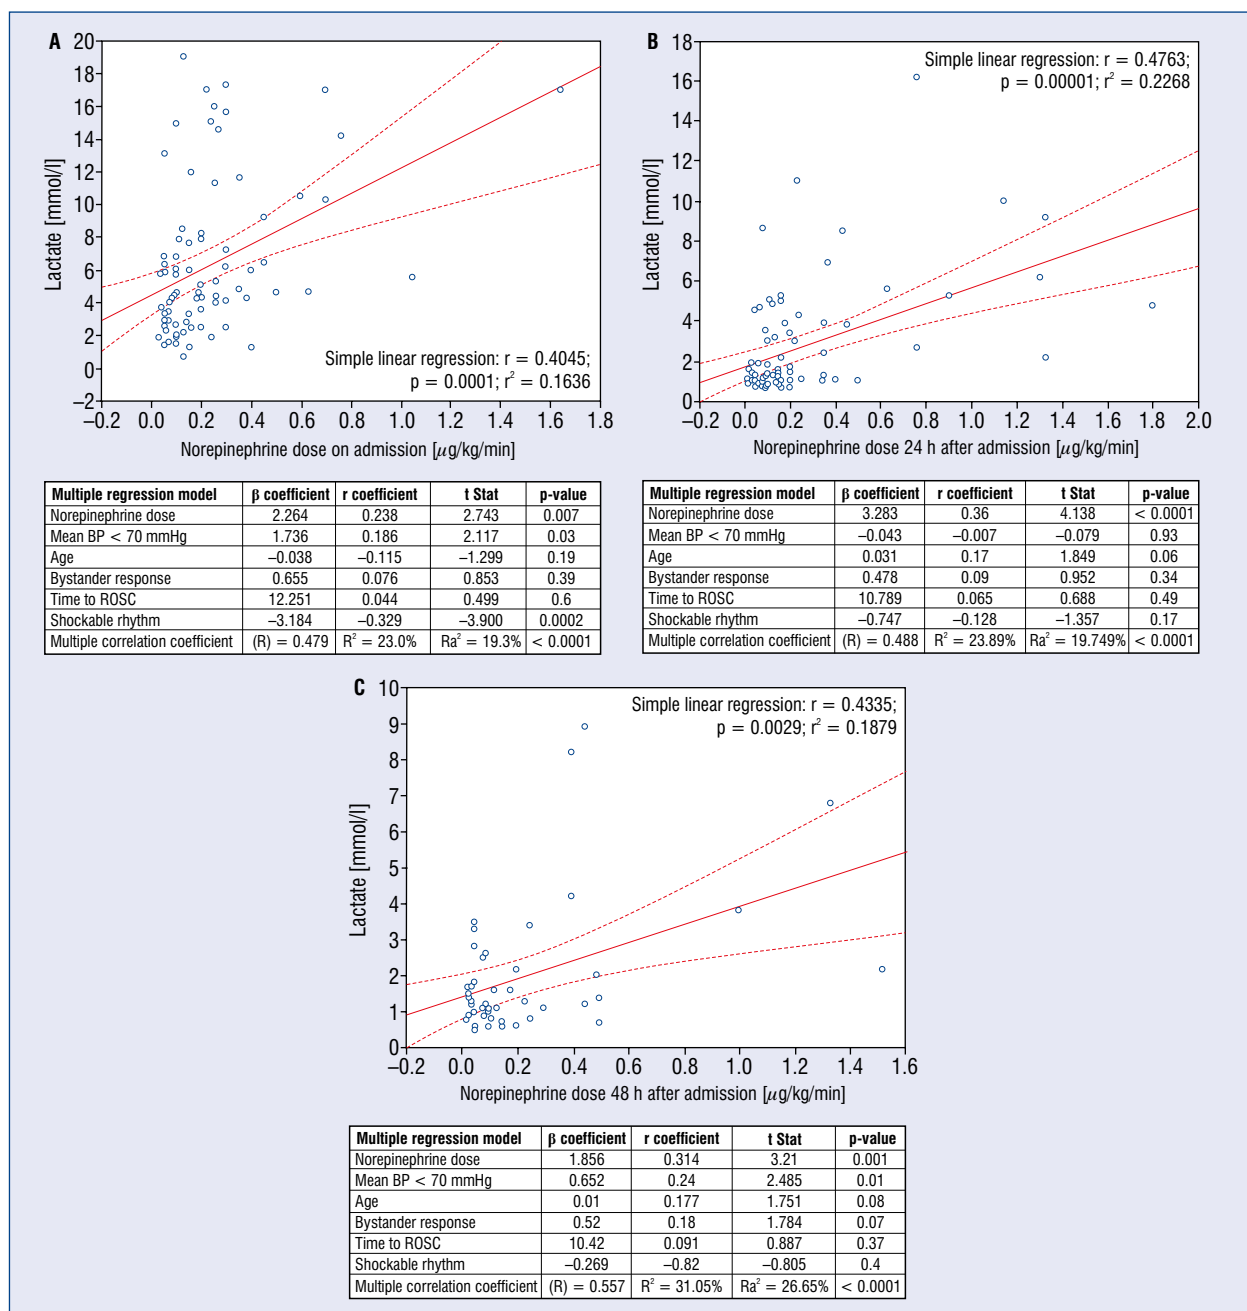 A
20
18
16
14
12
10
8
6
4
2
0
–2
Lactate [mmol/l]
Simple linear regression: r = 0.4045;
p = 0.0001; r² = 0.1636
–0.2 0.0 0.2 0.4 0.6 0.8 1.0 1.2 1.4 1.6 1.8
Norepinephrine dose on admission [µg/kg/min]
Multiple regression model β coefficient r coefficient t Stat p-value
Norepinephrine dose 2.264 0.238 2.743 0.007
Mean BP < 70 mmHg 1.736 0.186 2.117 0.03
Age –0.038 –0.115 –1.299 0.19
Bystander response 0.655 0.076 0.853 0.39
Time to ROSC 12.251 0.044 0.499 0.6
Shockable rhythm –3.184 –0.329 –3.900 0.0002
Multiple correlation coefficient (R) = 0.479 R² = 23.0% Ra² = 19.3% < 0.0001
B
18
16
14
12
10
8
6
4
2
0
Lactate [mmol/l]
Simple linear regression: r = 0.4763;
p = 0.00001; r² = 0.2268
–0.2 0.0 0.2 0.4 0.6 0.8 1.0 1.2 1.4 1.6 1.8 2.0
Norepinephrine dose 24 h after admission [µg/kg/min]
Multiple regression model β coefficient r coefficient t Stat p-value
Norepinephrine dose 3.283 0.36 4.138 < 0.0001
Mean BP < 70 mmHg –0.043 –0.007 –0.079 0.93
Age 0.031 0.17 1.849 0.06
Bystander response 0.478 0.09 0.952 0.34
Time to ROSC 10.789 0.065 0.688 0.49
Shockable rhythm –0.747 –0.128 –1.357 0.17
Multiple correlation coefficient (R) = 0.488 R² = 23.89% Ra² = 19.749% < 0.0001
C
10
9
8
7
6
5
4
3
2
1
0
Lactate [mmol/l]
Simple linear regression: r = 0.4335;
p = 0.0029; r² = 0.1879
–0.2 0.0 0.2 0.4 0.6 0.8 1.0 1.2 1.4 1.6
Norepinephrine dose 48 h after admission [µg/kg/min]
Multiple regression model β coefficient r coefficient t Stat p-value
Norepinephrine dose 1.856 0.314 3.21 0.001
Mean BP < 70 mmHg 0.652 0.24 2.485 0.01
Age 0.01 0.177 1.751 0.08
Bystander response 0.52 0.18 1.784 0.07
Time to ROSC 10.42 0.091 0.887 0.37
Shockable rhythm –0.269 –0.82 –0.805 0.4
Multiple correlation coefficient (R) = 0.557 R² = 31.05% Ra² = 26.65% < 0.0001